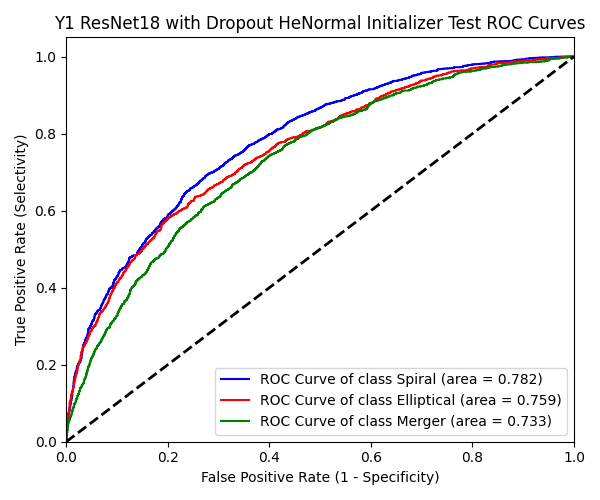 Y1 ResNet18 with Dropout HeNormal Initializer Test ROC Curves
True Positive Rate (Selectivity)
1.0
0.8
0.6
0.4
0.2
0.0
ROC Curve of class Spiral (area = 0.782)
ROC Curve of class Elliptical (area = 0.759)
ROC Curve of class Merger (area = 0.733)
0.0 0.2 0.4 0.6 0.8 1.0
False Positive Rate (1 - Specificity)